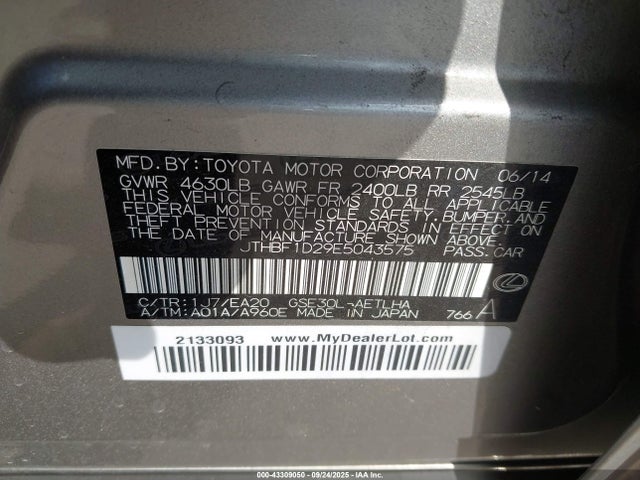 MFD.BY:TOYOTA MOTOR CORPORATION 06/14
GVWR 4630LB GAWR FR 2400LB RR 2545LB
THIS VEHICLE CONFORMS TO ALL APPLICABLE
FEDERAL MOTOR VEHICLE SAFETY, BUMPER, AND
THEFT PREVENTION STANDARDS IN EFFECT ON
THE DATE OF MANUFACTURE SHOWN ABOVE.
JTHBF1D29E5043575 PASS.CAR
C/TR:1J7/EA20 GSE30L-AETLHA
A/TM:A01A/A960E MADE IN JAPAN 766 A
2133093 www.MyDealerLot.com
000-43309050 - 09/24/2025 - IAA Inc.